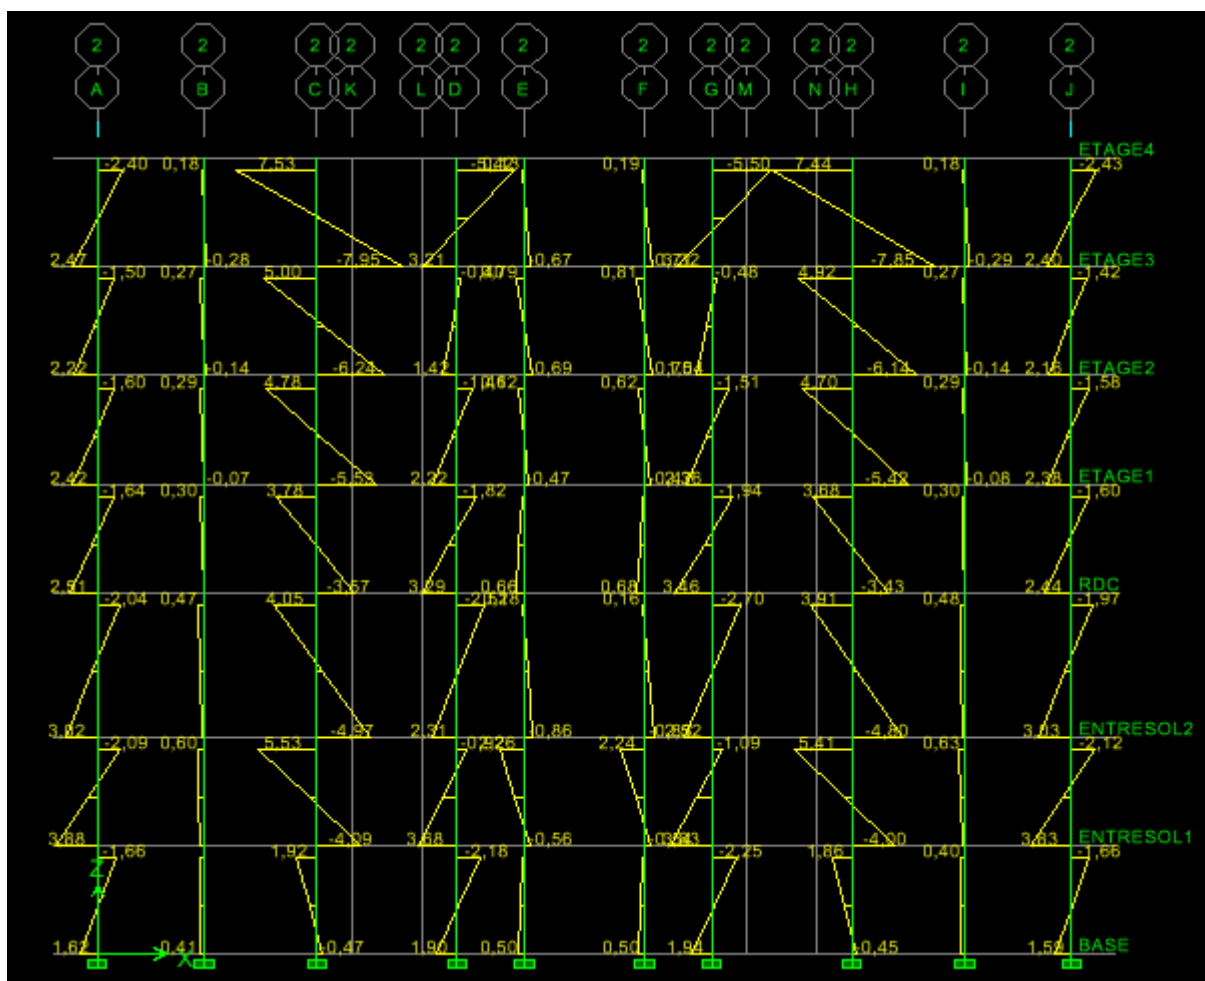 2 2 2 2 2 2 2 2 2 2 2 2 2 2
A B C K L D E F G M N H I J
ETAGE4
-2,40 0,18 7,53 0,19 -5,50 7,44 0,18 -2,43
2,47 -0,28 -7,95 3,21 -0,67 -7,85 -0,29 2,40 ETAGE3
-1,50 0,27 5,00 0,81 -0,48 4,92 0,27 -1,42
2,22 -0,14 -6,24 1,42 -0,69 -6,14 -0,14 2,16 ETAGE2
-1,60 0,29 4,78 0,62 -1,51 4,70 0,29 -1,58
2,42 -0,07 -5,53 2,22 -0,47 -5,42 -0,08 2,38 ETAGE1
-1,64 0,30 3,78 -1,82 -1,94 3,68 0,30 -1,60
2,51 -3,57 3,29 0,66 0,68 3,46 -3,43 2,44 RDC
-2,04 0,47 4,05 0,16 -2,70 3,91 0,48 -1,97
3,02 -4,97 2,31 -0,86 -4,80 3,03 ENTRESOL2
-2,09 0,60 5,53 2,24 -1,09 5,41 0,63 -2,12
3,88 -4,09 3,68 -0,56 -4,00 3,83 ENTRESOL1
-1,66 1,92 -2,18 -2,25 1,86 0,40 -1,66
Z
1,62 0,41 -0,47 1,90 0,50 0,50 1,94 -0,45 1,59 BASE
X